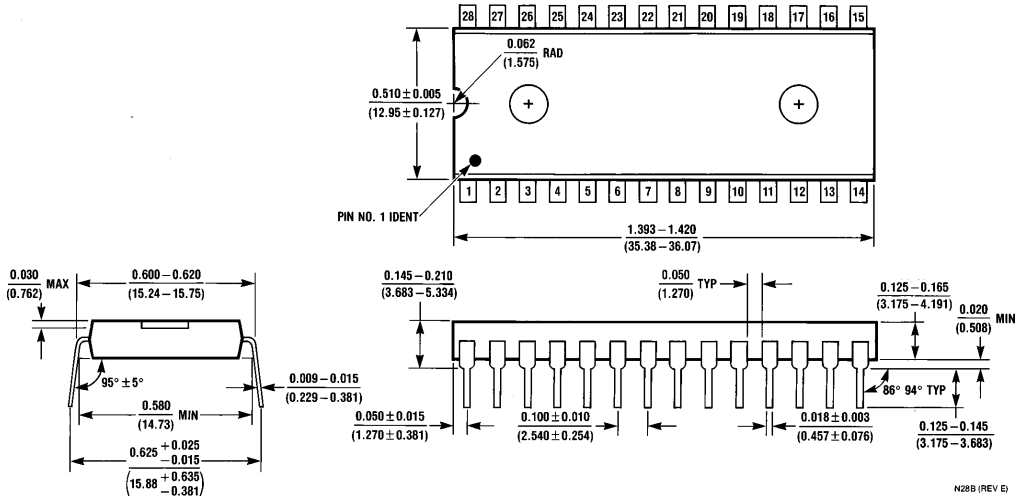 28 27 26 25 24 23 22 21 20 19 18 17 16 15
0.062
(1.575)
RAD
0.510 ± 0.005
(12.95 ± 0.127)
1 2 3 4 5 6 7 8 9 10 11 12 13 14
PIN NO. 1 IDENT
1.393 – 1.420
(35.38 – 36.07)
0.030
(0.762)
MAX
0.600 – 0.620
(15.24 – 15.75)
95° ± 5°
0.009 – 0.015
(0.229 – 0.381)
0.580
(14.73)
MIN
0.625 + 0.025
– 0.015
(15.88 + 0.635)
– 0.381
0.145 – 0.210
(3.683 – 5.334)
0.050
(1.270)
TYP
0.125 – 0.165
(3.175 – 4.191)
0.020
(0.508)
MIN
86° 94° TYP
0.050 ± 0.015
(1.270 ± 0.381)
0.100 ± 0.010
(2.540 ± 0.254)
0.018 ± 0.003
(0.457 ± 0.076)
0.125 – 0.145
(3.175 – 3.683)
N28B (REV E)